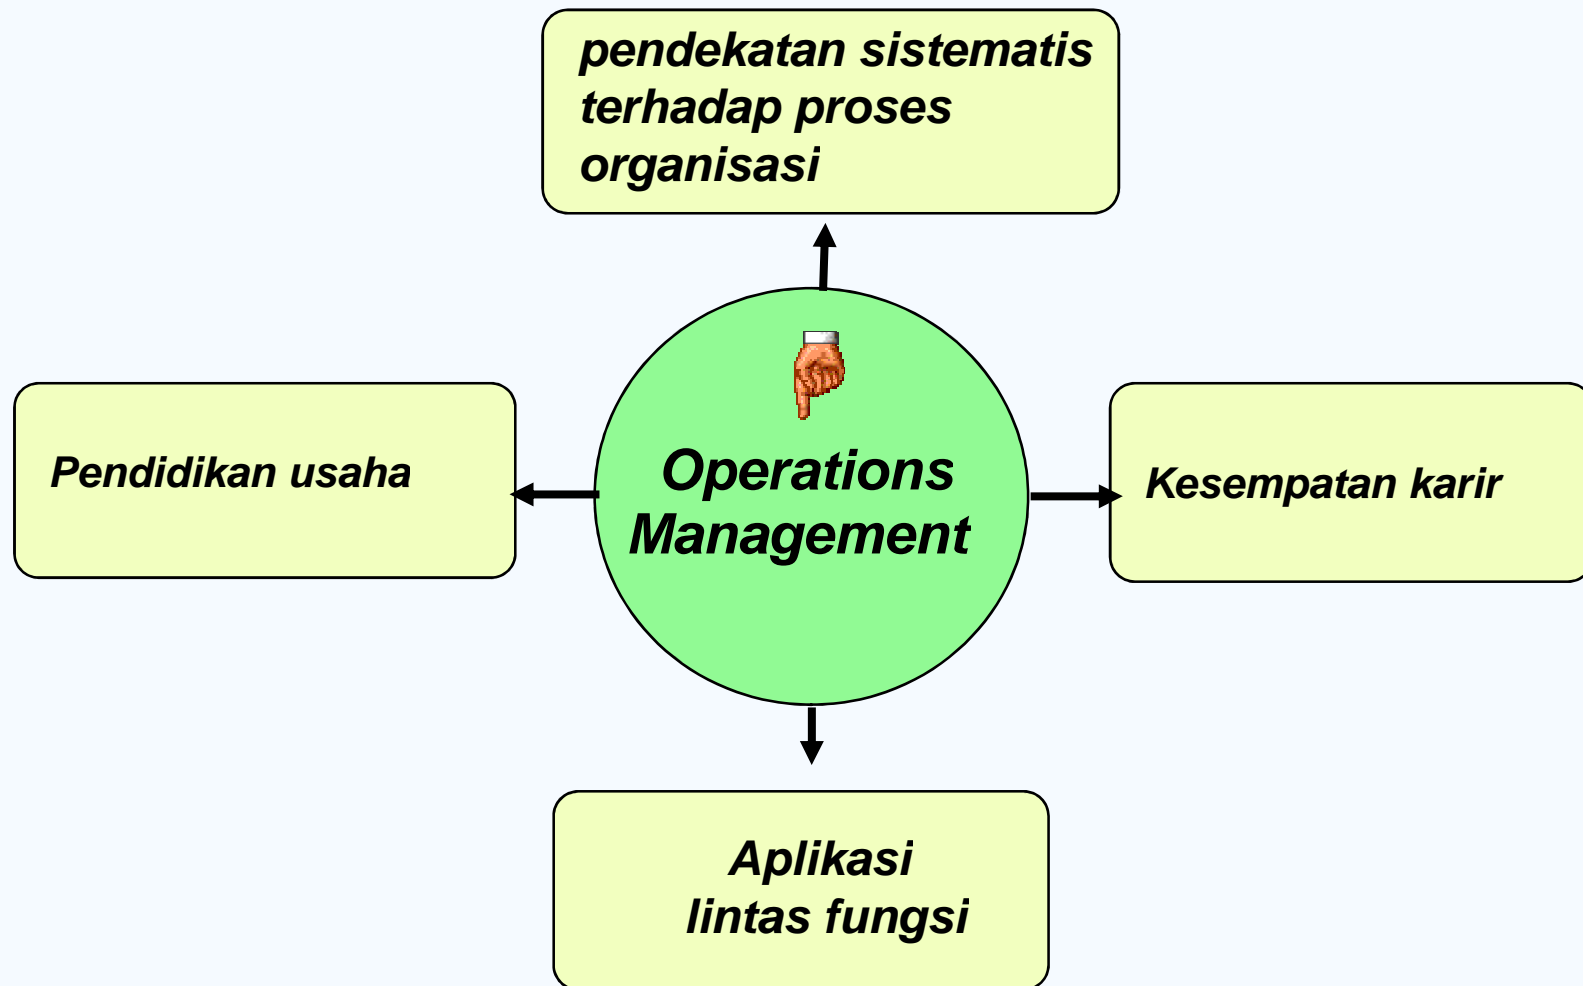 pendekatan sistematis
terhadap proses
organisasi
Pendidikan usaha
Operations
Management
Kesempatan karir
Aplikasi
lintas fungsi